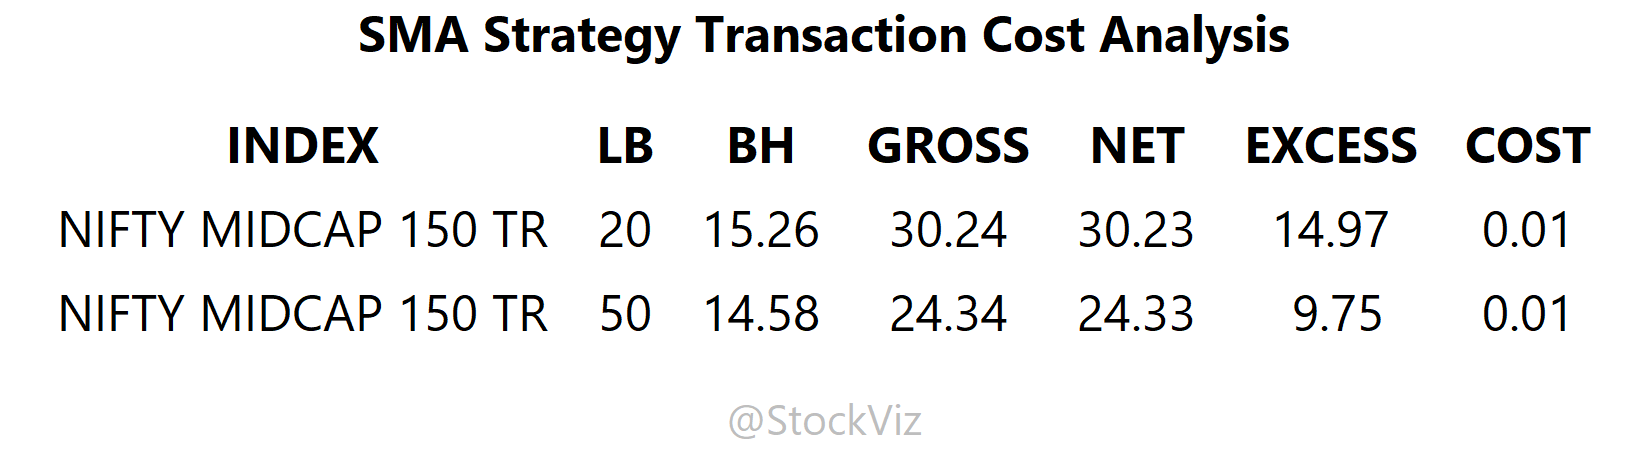 SMA Strategy Transaction Cost Analysis
INDEX LB BH GROSS NET EXCESS COST
NIFTY MIDCAP 150 TR 20 15.26 30.24 30.23 14.97 0.01
NIFTY MIDCAP 150 TR 50 14.58 24.34 24.33 9.75 0.01
@StockViz